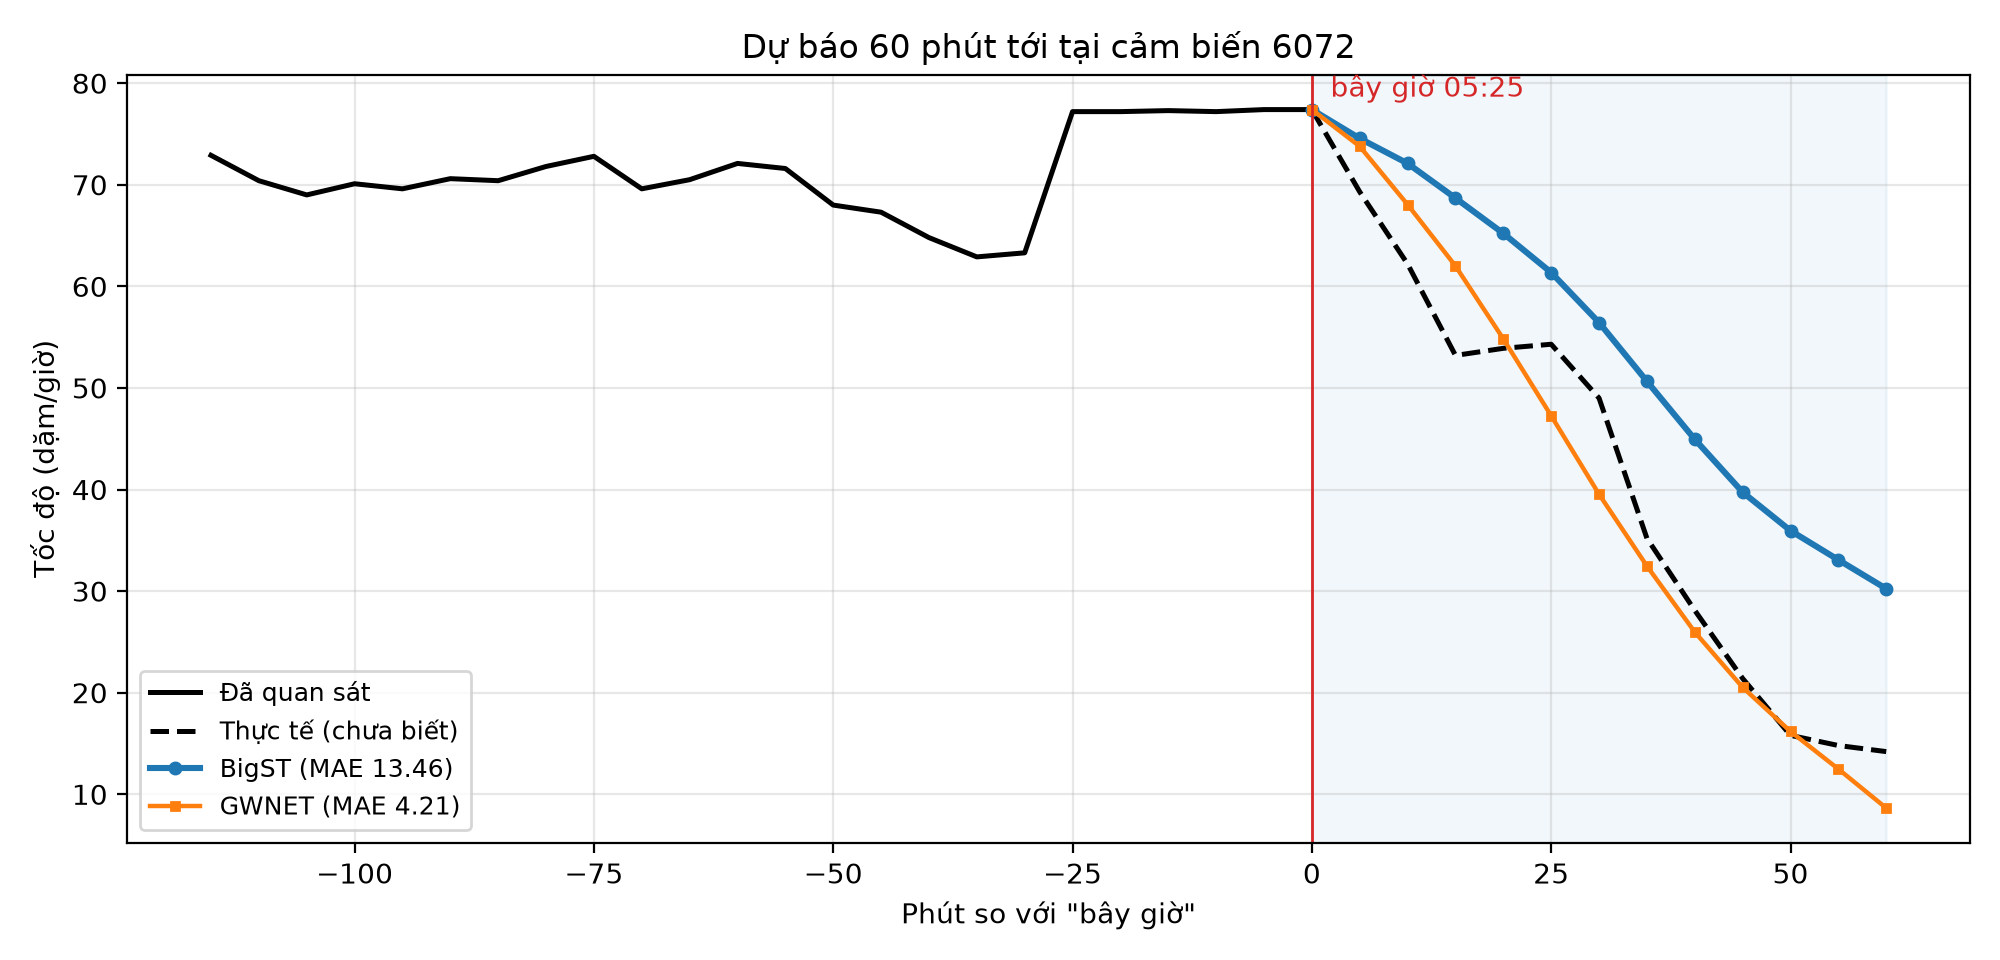 Dự báo 60 phút tới tại cảm biến 6072
bây giờ 05:25
Tốc độ (dặm/giờ)
80
70
60
50
40
30
20
10
Đã quan sát
Thực tế (chưa biết)
BigST (MAE 13.46)
GWNET (MAE 4.21)
−100
−75
−50
−25
0
25
50
Phút so với "bây giờ"